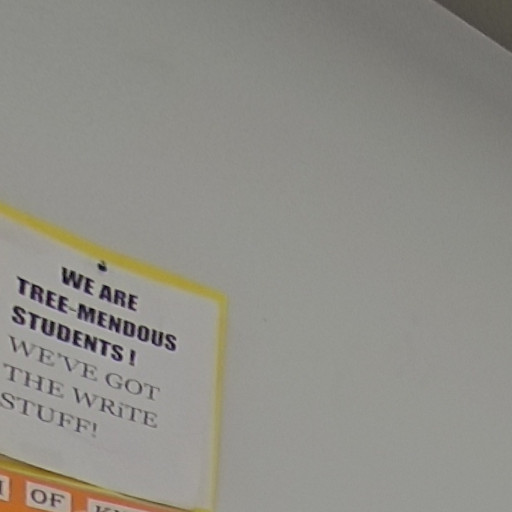 WE ARE
TREE-MENDOUS
STUDENTS !
WE'VE GOT
THE WRiTE
STUFF!
OF